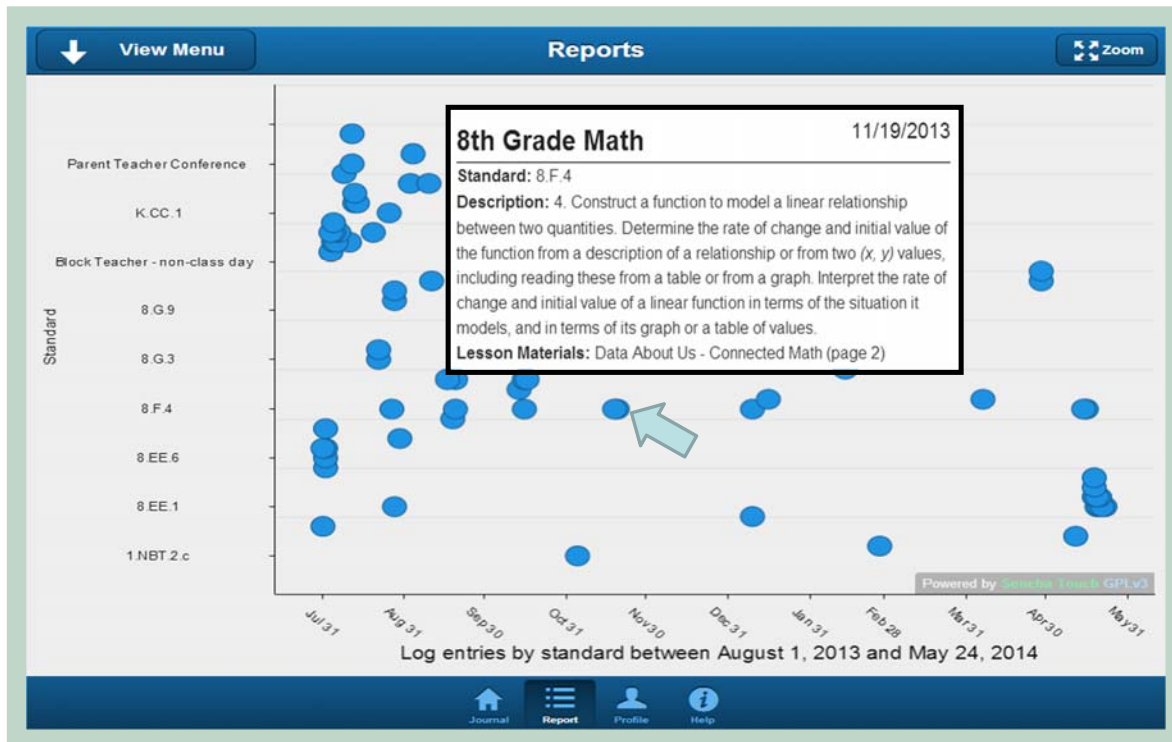 View Menu
Reports
Zoom
8th Grade Math
11/19/2013
Standard: 8.F.4
Description: 4. Construct a function to model a linear relationship
between two quantities. Determine the rate of change and initial value of
the function from a description of a relationship or from two (x, y) values,
including reading these from a table or from a graph. Interpret the rate of
change and initial value of a linear function in terms of the situation it
models, and in terms of its graph or a table of values.
Lesson Materials: Data About Us - Connected Math (page 2)
Standard
Parent Teacher Conference
K.CC.1
Block Teacher - non-class day
8.G.9
8.G.3
8.F.4
8.EE.6
8.EE.1
1.NBT.2.c
Powered by Sencha Touch GPLv3
Jul 31
Aug 31
Sep 30
Oct 31
Nov 30
Dec 31
Jan 31
Feb 28
Mar 31
Apr 30
May 31
Log entries by standard between August 1, 2013 and May 24, 2014
Journal
Report
Profile
Help